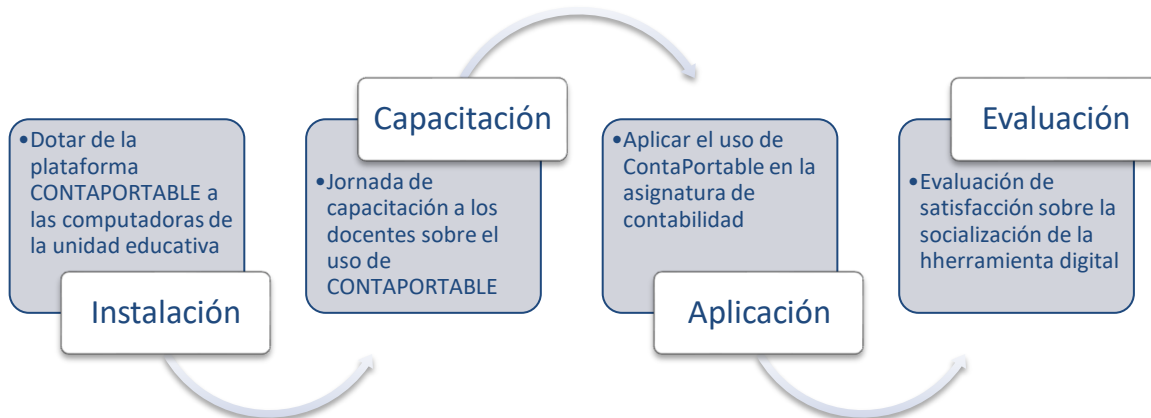 •Dotar de la
plataforma
CONTAPORTABLE a
las computadoras de
la unidad educativa
Instalación
Capacitación
•Jornada de
capacitación a los
docentes sobre el
uso de
CONTAPORTABLE
•Aplicar el uso de
ContaPortable en la
asignatura de
contabilidad
Aplicación
Evaluación
•Evaluación de
satisfacción sobre la
socialización de la
hherramienta digital